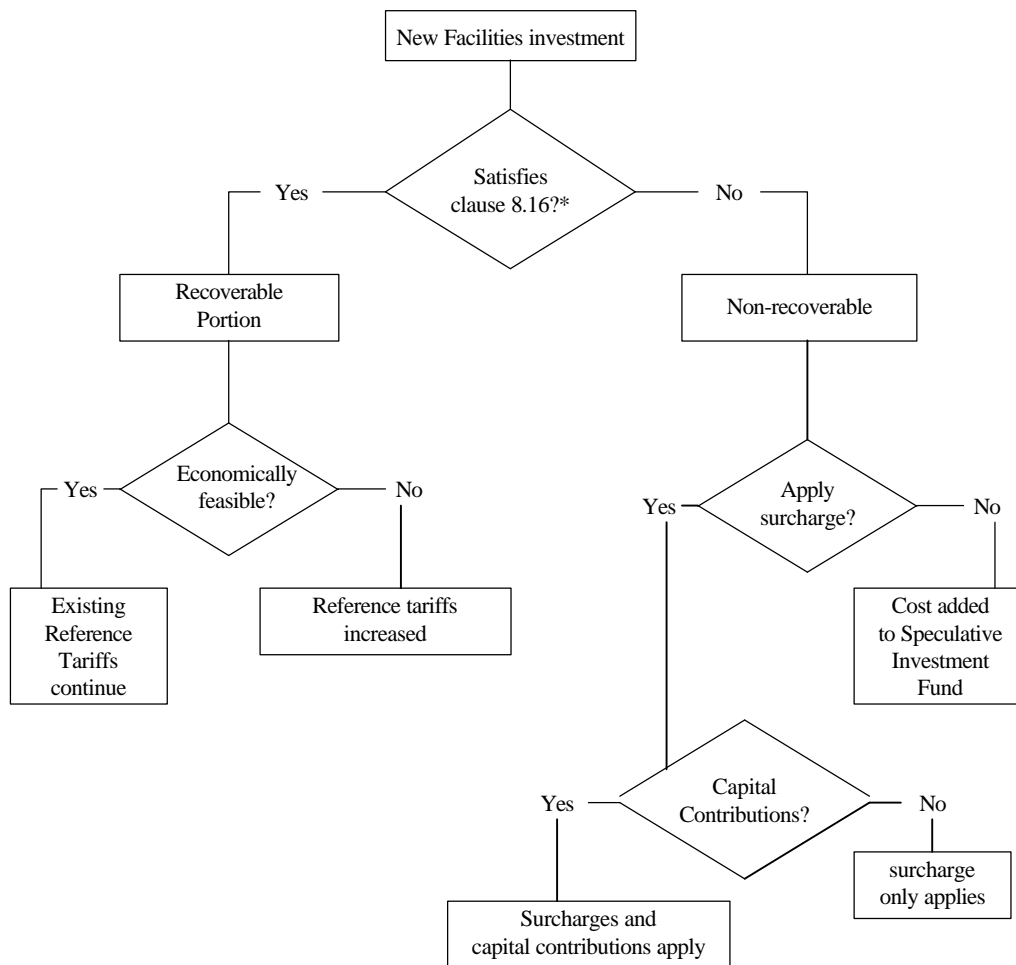 New Facilities investment
Satisfies
clause 8.16?*
Yes
No
Recoverable
Portion
Non-recoverable
Economically
feasible?
Yes
No
Apply
surcharge?
Yes
No
Existing
Reference
Tariffs
continue
Reference tariffs
increased
Cost added
to Speculative
Investment
Fund
Capital
Contributions?
Yes
No
surcharge
only applies
Surcharges and
capital contributions apply